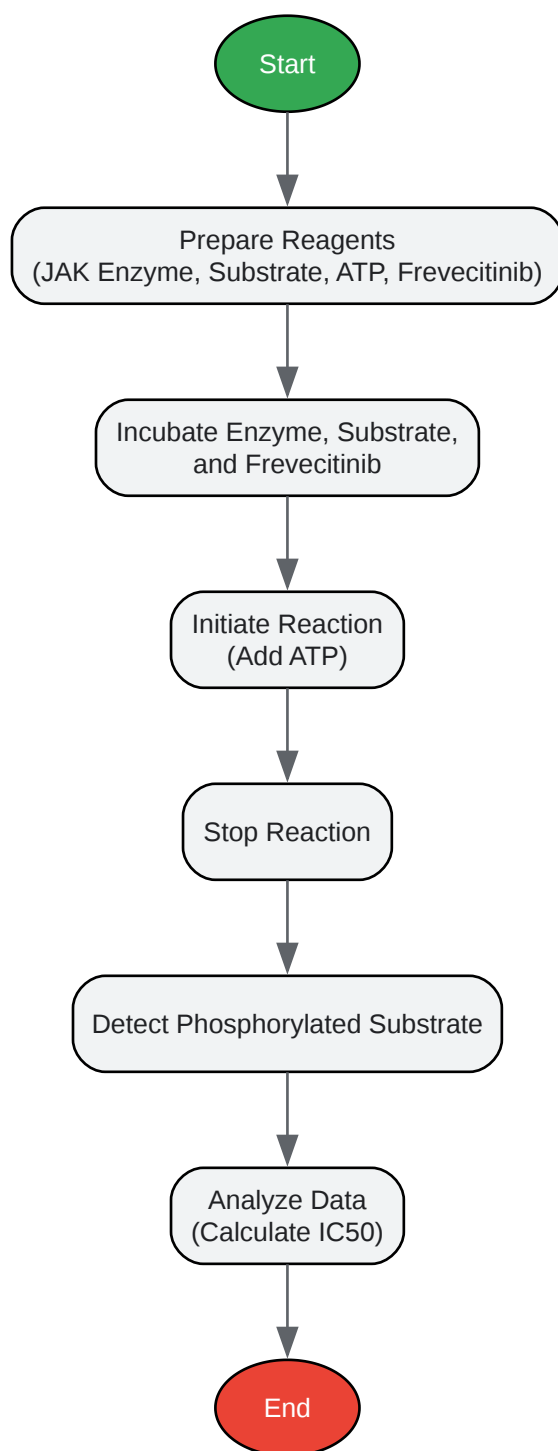 Start
Prepare Reagents
(JAK Enzyme, Substrate, ATP, Frevecitinib)
Incubate Enzyme, Substrate,
and Frevecitinib
Initiate Reaction
(Add ATP)
Stop Reaction
Detect Phosphorylated Substrate
Analyze Data
(Calculate IC50)
End